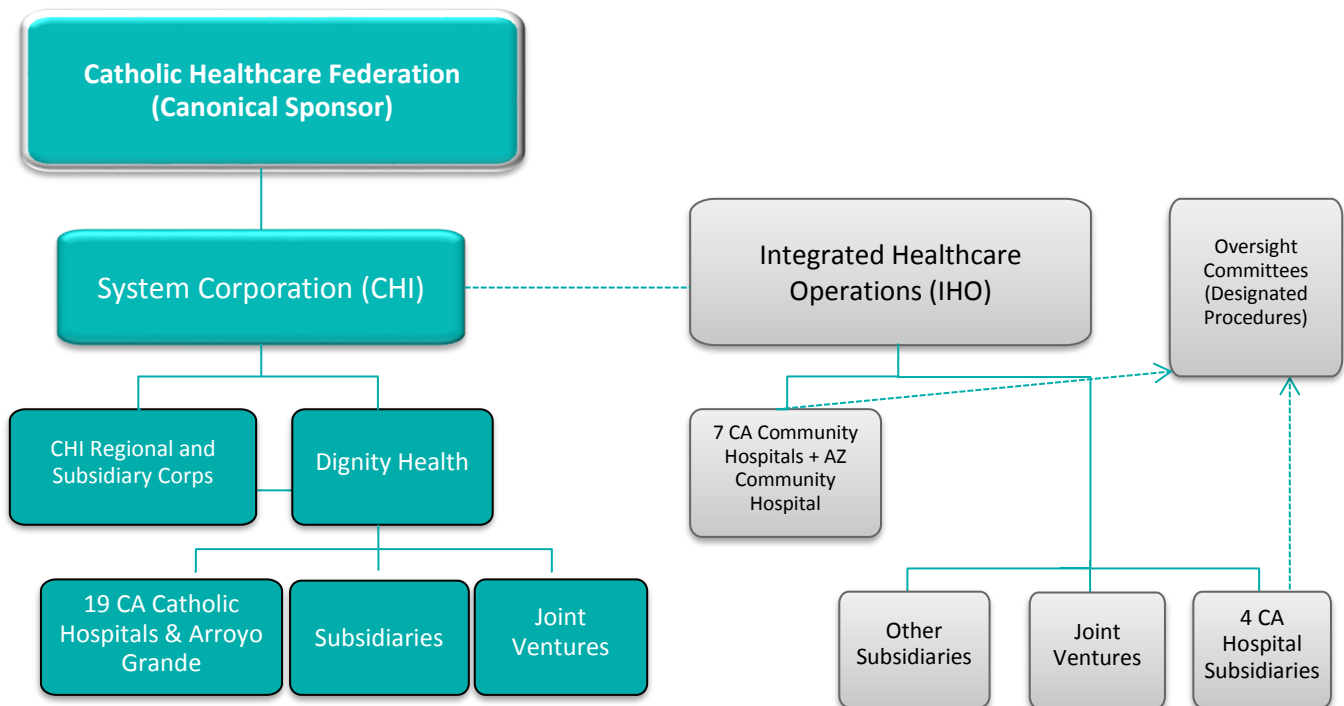 Catholic Healthcare Federation
(Canonical Sponsor)
System Corporation (CHI)
Integrated Healthcare
Operations (IHO)
Oversight
Committees
(Designated
Procedures)
CHI Regional and
Subsidiary Corps
Dignity Health
7 CA Community
Hospitals + AZ
Community
Hospital
19 CA Catholic
Hospitals & Arroyo
Grande
Subsidiaries
Joint
Ventures
Other
Subsidiaries
Joint
Ventures
4 CA
Hospital
Subsidiaries